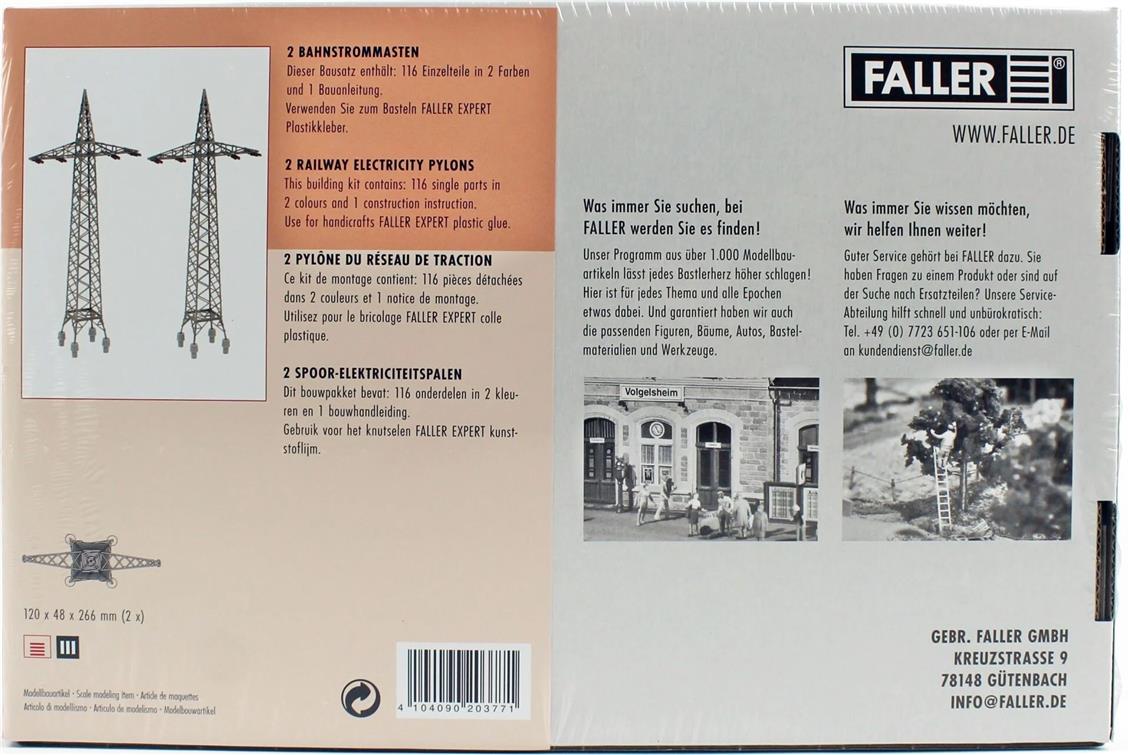 2 BAHNSTROMMASTEN
Dieser Bausatz enthält: 116 Einzelteile in 2 Farben
und 1 Bauanleitung.
Verwenden Sie zum Basteln FALLER EXPERT
Plastikkleber.
2 RAILWAY ELECTRICITY PYLONS
This building kit contains: 116 single parts in
2 colours and 1 construction instruction.
Use for handicrafts FALLER EXPERT plastic glue.
2 PYLÔNE DU RÉSEAU DE TRACTION
Ce kit de montage contient: 116 pièces détachées
dans 2 couleurs et 1 notice de montage.
Utilisez pour le bricolage FALLER EXPERT colle
plastique.
2 SPOOR-ELEKTRICITEITSPALEN
Dit bouwpakket bevat: 116 onderdelen in 2 kleu-
ren en 1 bouwhandleiding.
Gebruik voor het knutselen FALLER EXPERT kunst-
stoflijm.
120 x 48 x 266 mm (2 x)
III
Modellbauartikel · Scale modeling item · Article de maquettes
Articolo di modellismo · Artículo de modelismo · Modelbouwartikel
4 104090 203771
FALLER®
WWW.FALLER.DE
Was immer Sie suchen, bei
FALLER werden Sie es finden!
Unser Programm aus über 1.000 Modellbau-
artikeln lässt jedes Bastlerherz höher schlagen!
Hier ist für jedes Thema und alle Epochen
etwas dabei. Und garantiert haben wir auch
die passenden Figuren, Bäume, Autos, Bastel-
materialien und Werkzeuge.
Volgelsheim
Was immer Sie wissen möchten,
wir helfen Ihnen weiter!
Guter Service gehört bei FALLER dazu. Sie
haben Fragen zu einem Produkt oder sind auf
der Suche nach Ersatzteilen? Unsere Service-
Abteilung hilft schnell und unbürokratisch:
Tel. +49 (0) 7723 651-106 oder per E-Mail
an kundendienst@faller.de
GEBR. FALLER GMBH
KREUZSTRASSE 9
78148 GÜTENBACH
INFO@FALLER.DE